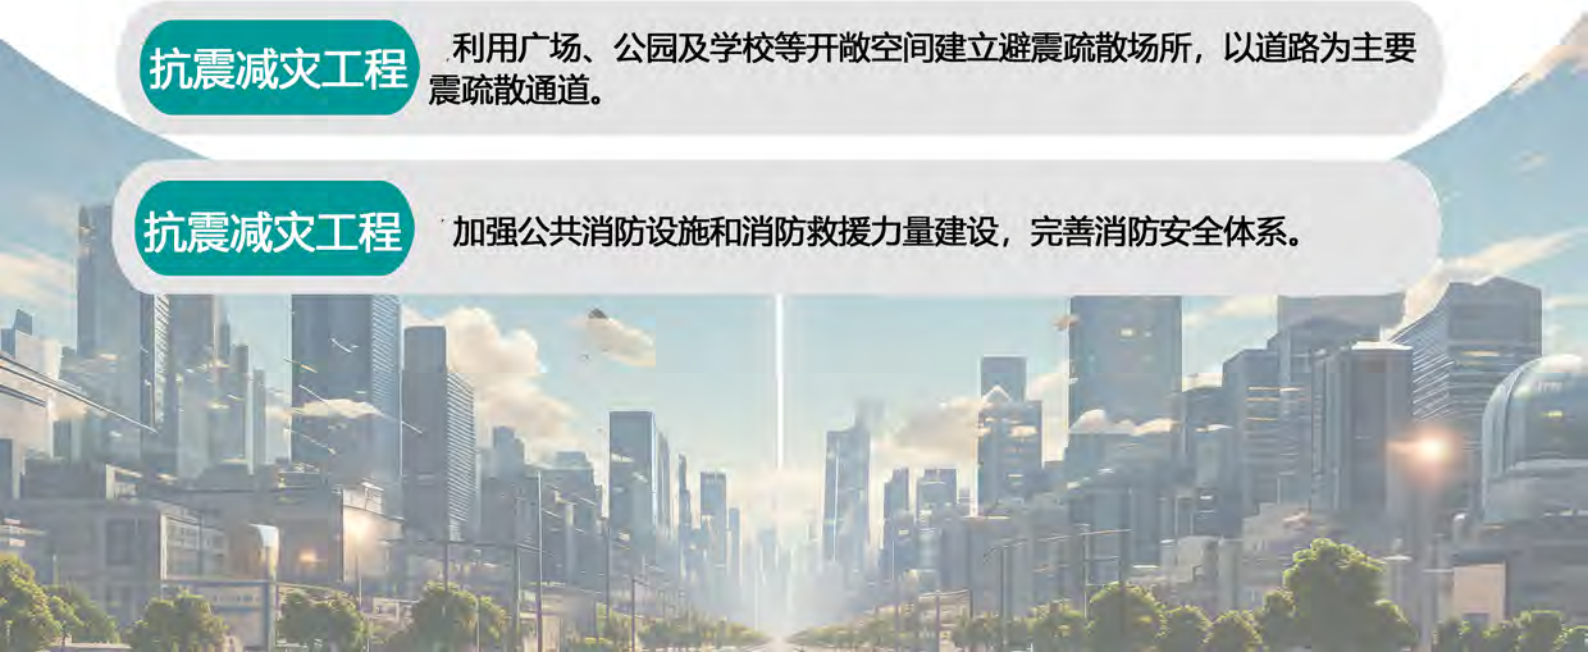 抗震减灾工程
利用广场、公园及学校等开敞空间建立避震疏散场所，以道路为主要
震疏散通道。
抗震减灾工程
加强公共消防设施和消防救援力量建设，完善消防安全体系。